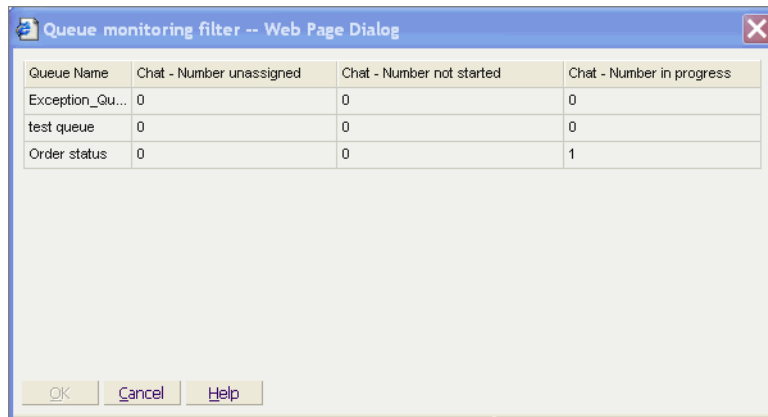 Queue monitoring filter -- Web Page Dialog
Queue Name Chat - Number unassigned Chat - Number not started Chat - Number in progress
Exception_Qu... 0 0 0
test queue 0 0 0
Order status 0 0 1
OK Cancel Help